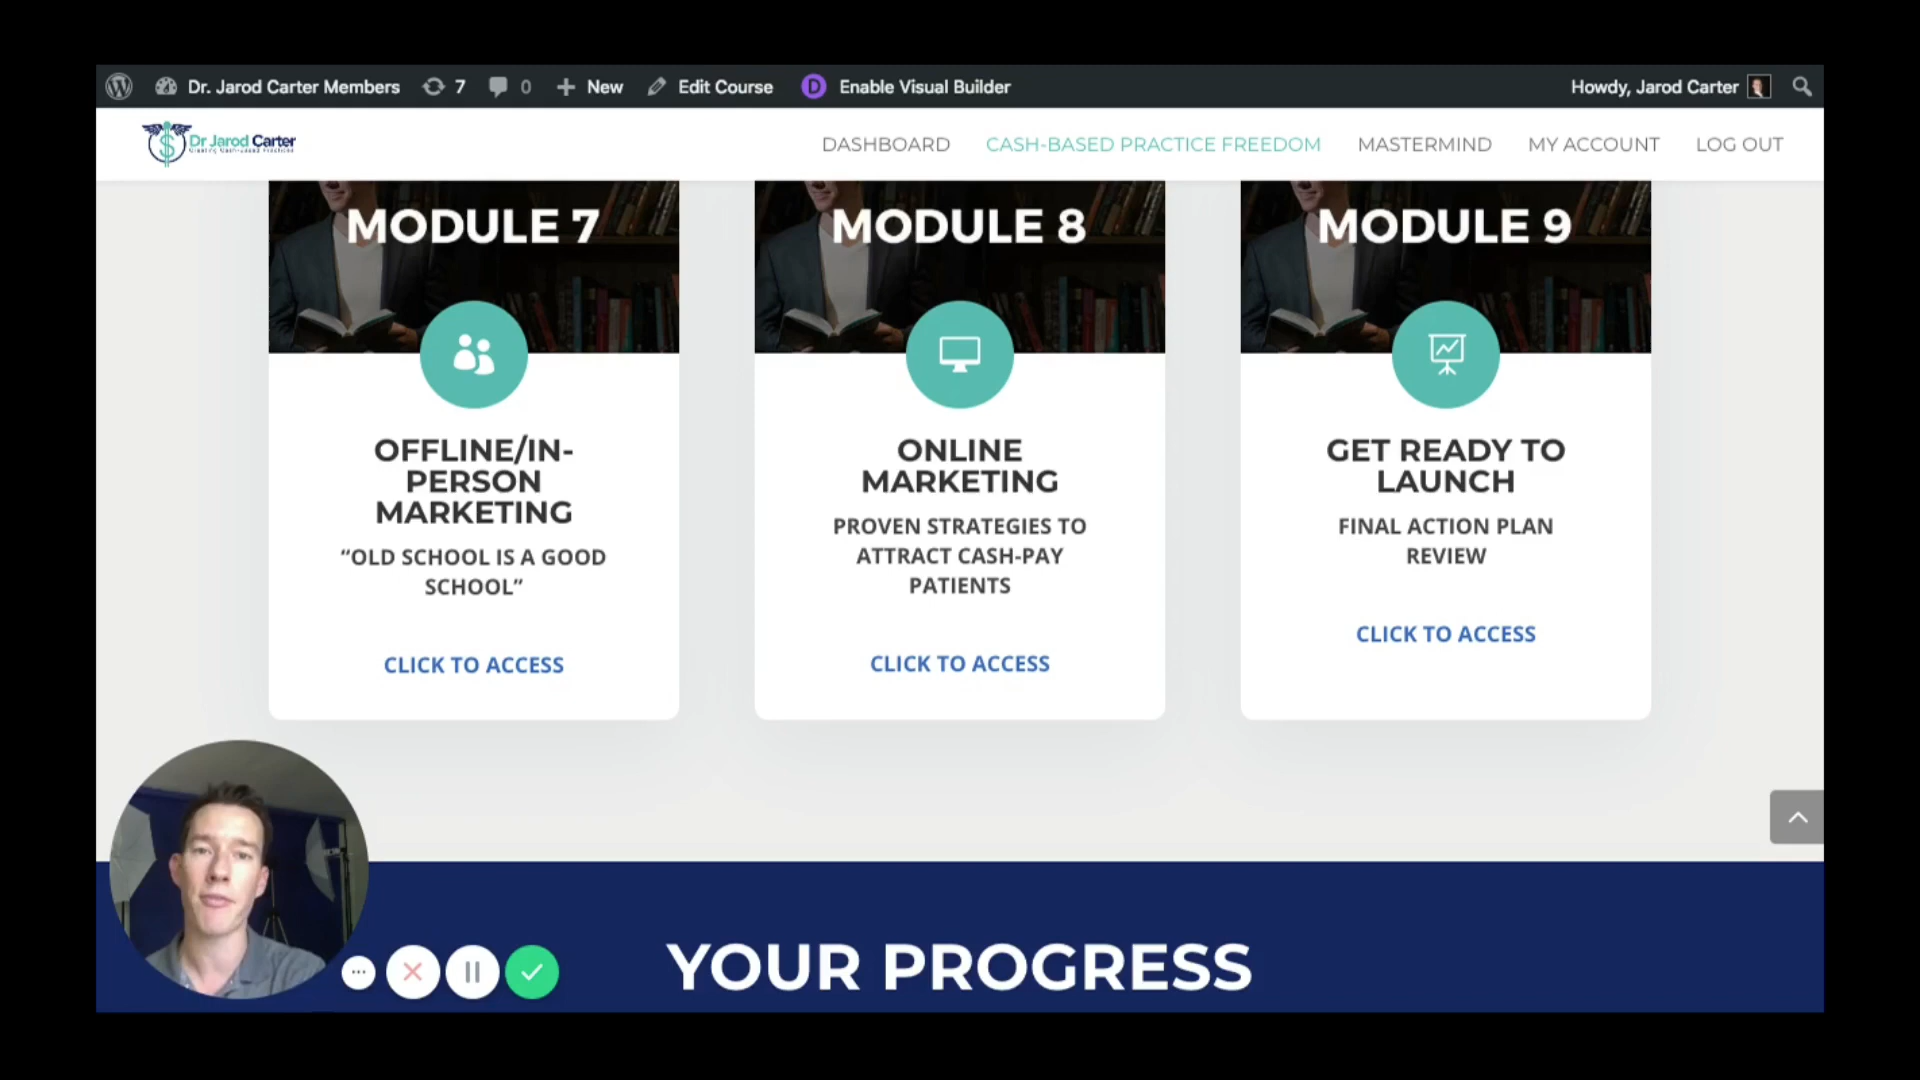 Dr. Jarod Carter Members 7 0 New Edit Course D Enable Visual Builder Howdy, Jarod Carter
Dr Jarod Carter
DASHBOARD CASH-BASED PRACTICE FREEDOM MASTERMIND MY ACCOUNT LOG OUT
MODULE 7
OFFLINE/IN-
PERSON
MARKETING
“OLD SCHOOL IS A GOOD
SCHOOL”
CLICK TO ACCESS
MODULE 8
ONLINE
MARKETING
PROVEN STRATEGIES TO
ATTRACT CASH-PAY
PATIENTS
CLICK TO ACCESS
MODULE 9
GET READY TO
LAUNCH
FINAL ACTION PLAN
REVIEW
CLICK TO ACCESS
YOUR PROGRESS